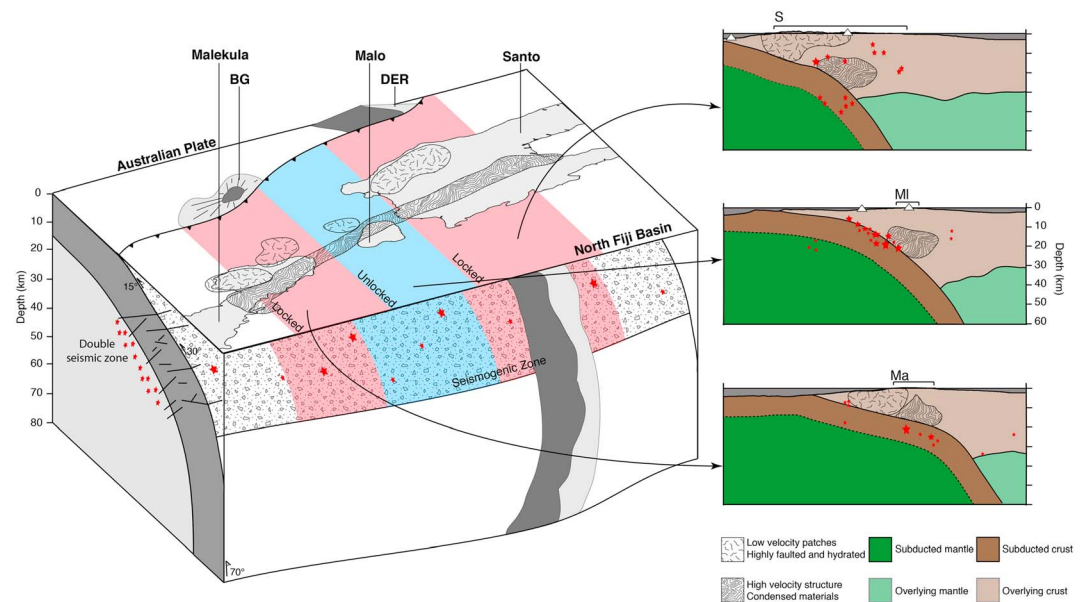 S
Malekula
Malo
Santo
BG
DER
Australian Plate
0
10
20
30
40
50
60
70
80
Depth (km)
15°
30°
70°
Double
seismic zone
Locked
Unlocked
Locked
North Fiji Basin
Seismogenic Zone
Ml
0
10
20
30
40
50
60
Depth (km)
Ma
Low velocity patches
Highly faulted and hydrated
Subducted mantle
Subducted crust
High velocity structure
Condensed materials
Overlying mantle
Overlying crust